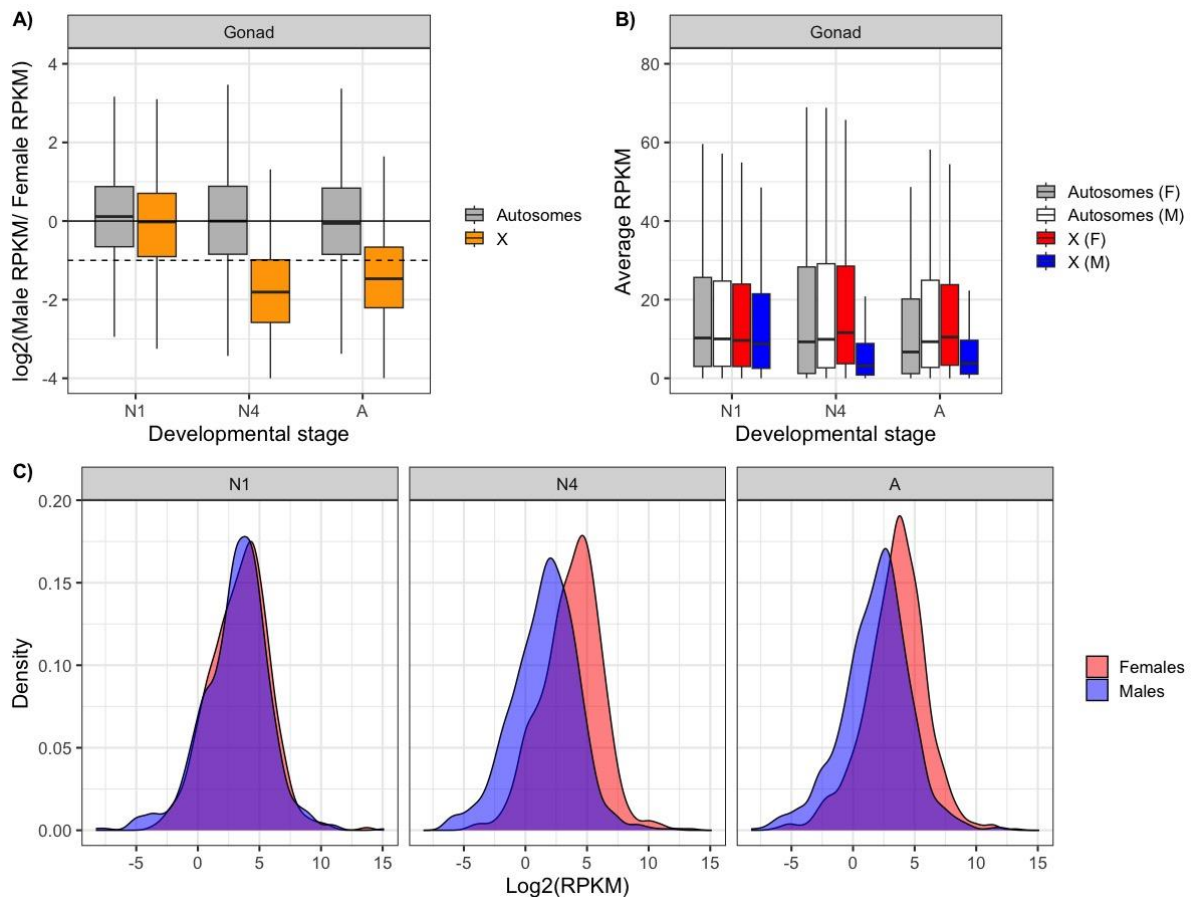 A)
Gonad
log2(Male RPKM/ Female RPKM)
4
2
0
-2
-4
N1
N4
A
Developmental stage
Autosomes
X
B)
Gonad
Average RPKM
80
60
40
20
0
N1
N4
A
Developmental stage
Autosomes (F)
Autosomes (M)
X (F)
X (M)
C)
N1
N4
A
Density
0.20
0.15
0.10
0.05
0.00
-5 0 5 10 15
-5 0 5 10 15
-5 0 5 10 15
Log2(RPKM)
Females
Males